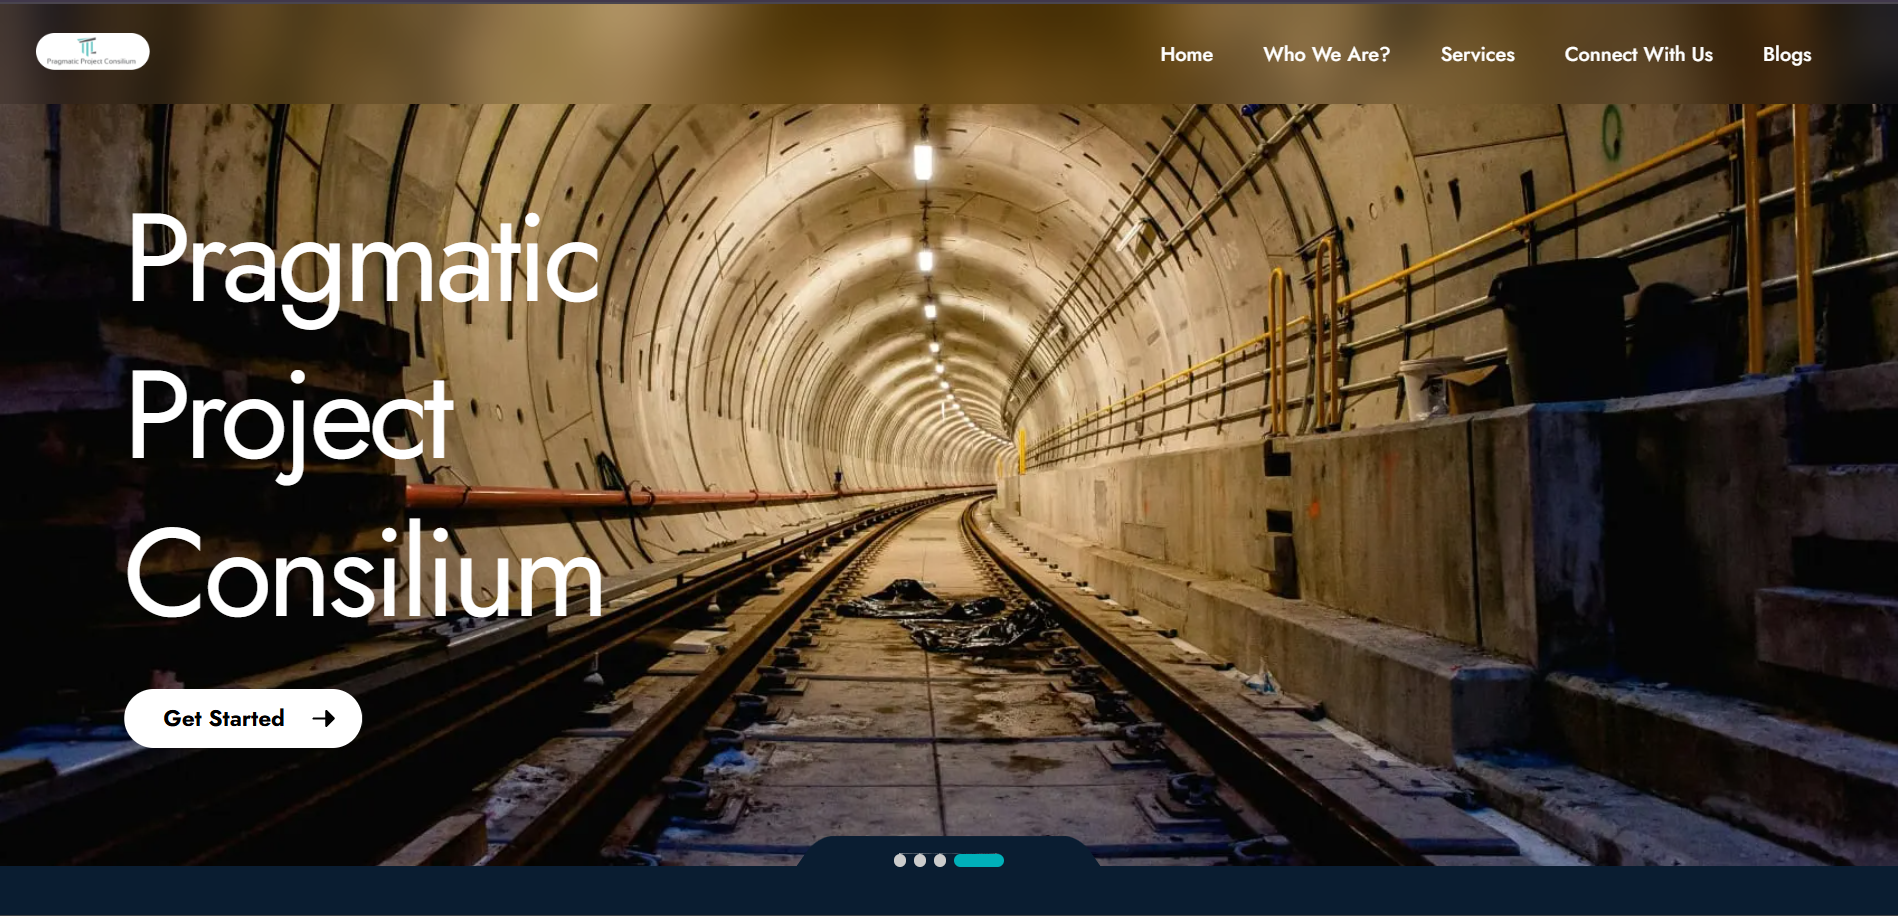 Pragmatic Project Consilium
Home Who We Are? Services Connect With Us Blogs
Pragmatic
Project
Consilium
Get Started